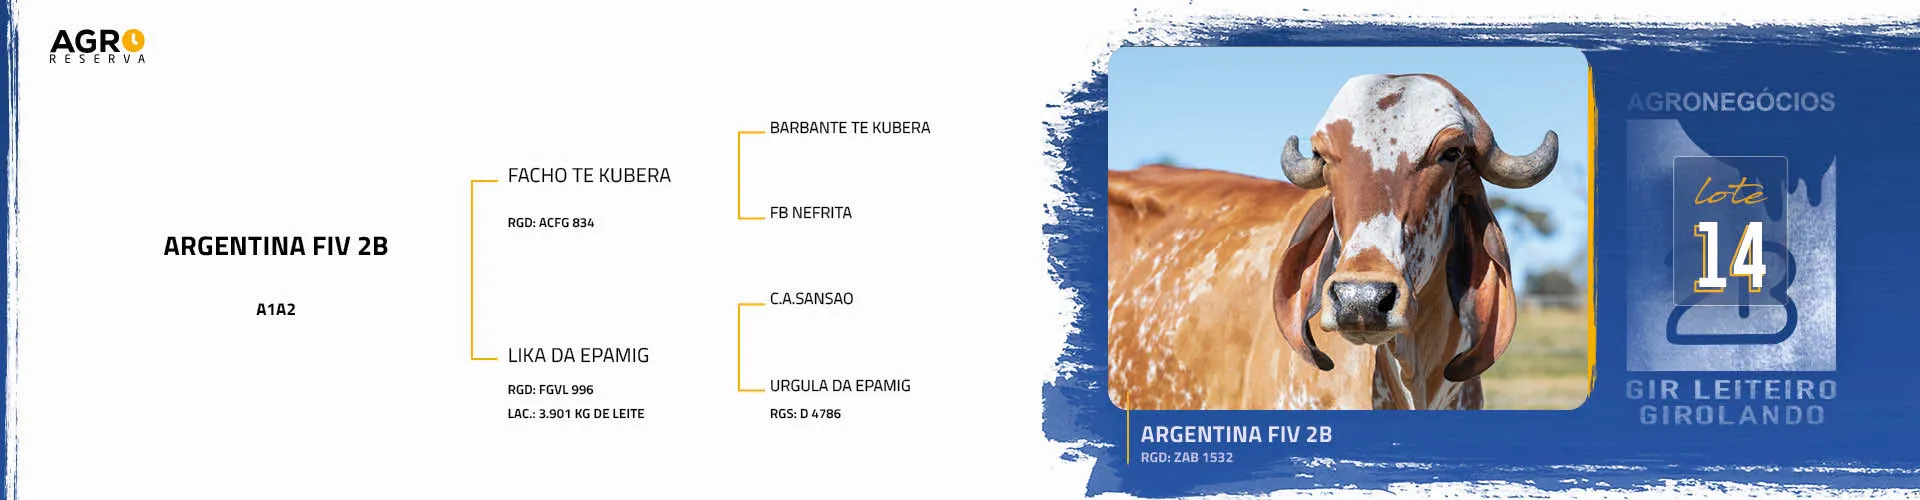 AGRO
RESERVA
ARGENTINA FIV 2B
A1A2
FACHO TE KUBERA
RGD: ACFG 834
LIKA DA EPAMIG
RGD: FGVL 996
LAC.: 3.901 KG DE LEITE
BARBANTE TE KUBERA
FB NEFRITA
C.A.SANSAO
URGULA DA EPAMIG
RGS: D 4786
ARGENTINA FIV 2B
RGD: ZAB 1532
AGRONEGÓCIOS
lote
14
2B
GIR LEITEIRO
GIROLANDO